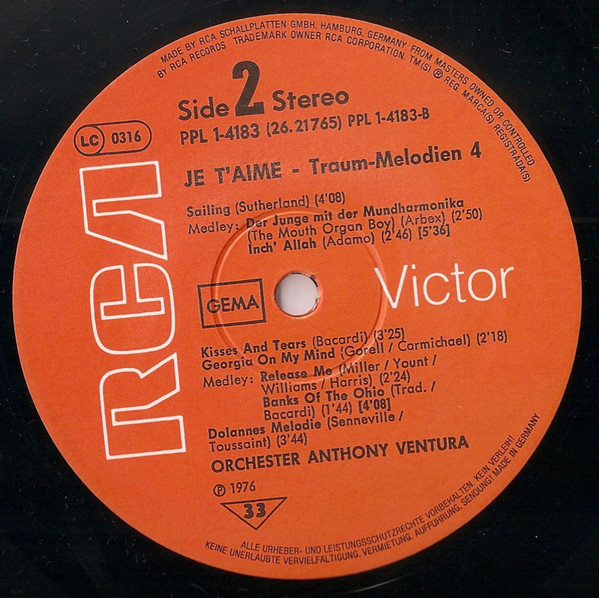 MADE BY RCA SCHALLPLATTEN GMBH, HAMBURG, GERMANY FROM MASTERS OWNED OR CONTROLLED
BY RCA RECORDS TRADEMARK OWNER RCA CORPORATION, TM(S) ® REG. MARCA(S) REGISTRADA(S)
Side 2 Stereo
PPL 1-4183 (26.21765) PPL 1-4183-B
LC 0316
JE T'AIME - Traum-Melodien 4
Sailing (Sutherland) (4'08)
Medley: Der Junge mit der Mundharmonika
(The Mouth Organ Boy) (Arbex) (2'50)
Inch' Allah (Adamo) (2'46) [5'36]
RCA
GEMA
Victor
Kisses And Tears (Bacardi) (3'25)
Georgia On My Mind (Gorell / Carmichael) (2'18)
Medley: Release Me (Miller / Yount /
Williams / Harris) (2'24)
Banks Of The Ohio (Trad. /
Bacardi) (1'44) [4'08]
Dolannes Melodie (Senneville /
Toussaint) (3'44)
ORCHESTER ANTHONY VENTURA
℗ 1976
33
ALLE URHEBER- UND LEISTUNGSSCHUTZRECHTE VORBEHALTEN. KEIN VERLEIH!
KEINE UNERLAUBTE VERVIELFÄLTIGUNG, VERMIETUNG, AUFFÜHRUNG, SENDUNG! MADE IN GERMANY